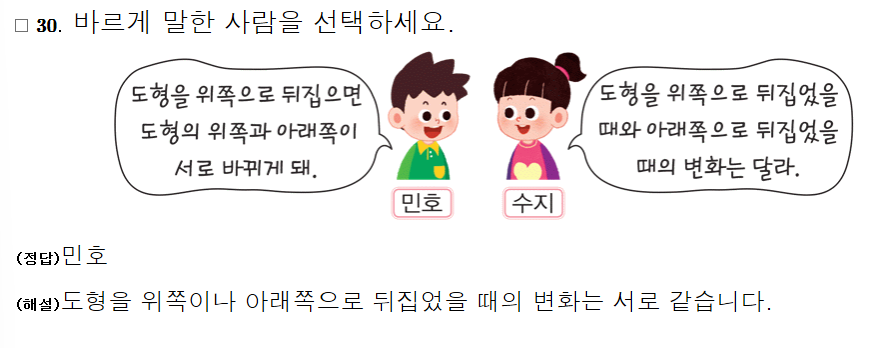 □ 30. 바르게 말한 사람을 선택하세요.
도형을 위쪽으로 뒤집으면
도형의 위쪽과 아래쪽이
서로 바뀌게 돼.
민호
도형을 위쪽으로 뒤집었을
때와 아래쪽으로 뒤집었을
때의 변화는 달라.
수지
(정답)민호
(해설)도형을 위쪽이나 아래쪽으로 뒤집었을 때의 변화는 서로 같습니다.